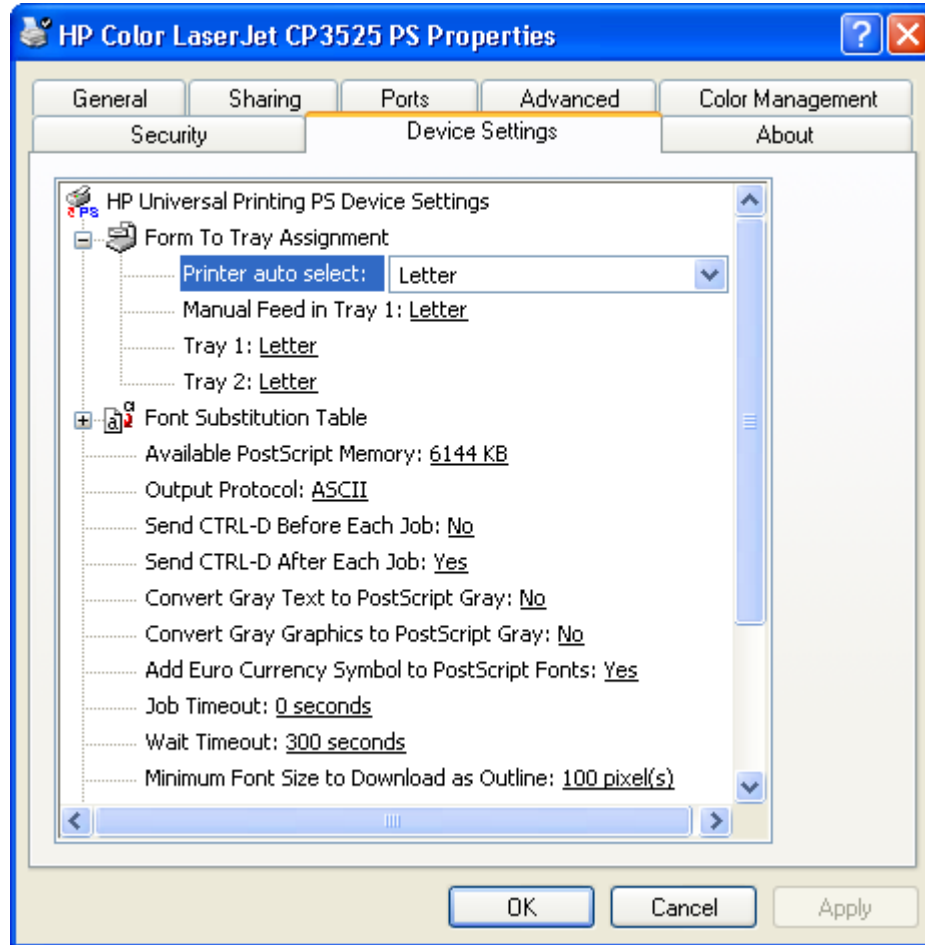 HP Color LaserJet CP3525 PS Properties
General Sharing Ports Advanced Color Management
Security Device Settings About
HP Universal Printing PS Device Settings
Form To Tray Assignment
Printer auto select: Letter
Manual Feed in Tray 1: Letter
Tray 1: Letter
Tray 2: Letter
Font Substitution Table
Available PostScript Memory: 6144 KB
Output Protocol: ASCII
Send CTRL-D Before Each Job: No
Send CTRL-D After Each Job: Yes
Convert Gray Text to PostScript Gray: No
Convert Gray Graphics to PostScript Gray: No
Add Euro Currency Symbol to PostScript Fonts: Yes
Job Timeout: 0 seconds
Wait Timeout: 300 seconds
Minimum Font Size to Download as Outline: 100 pixel(s)
OK Cancel Apply